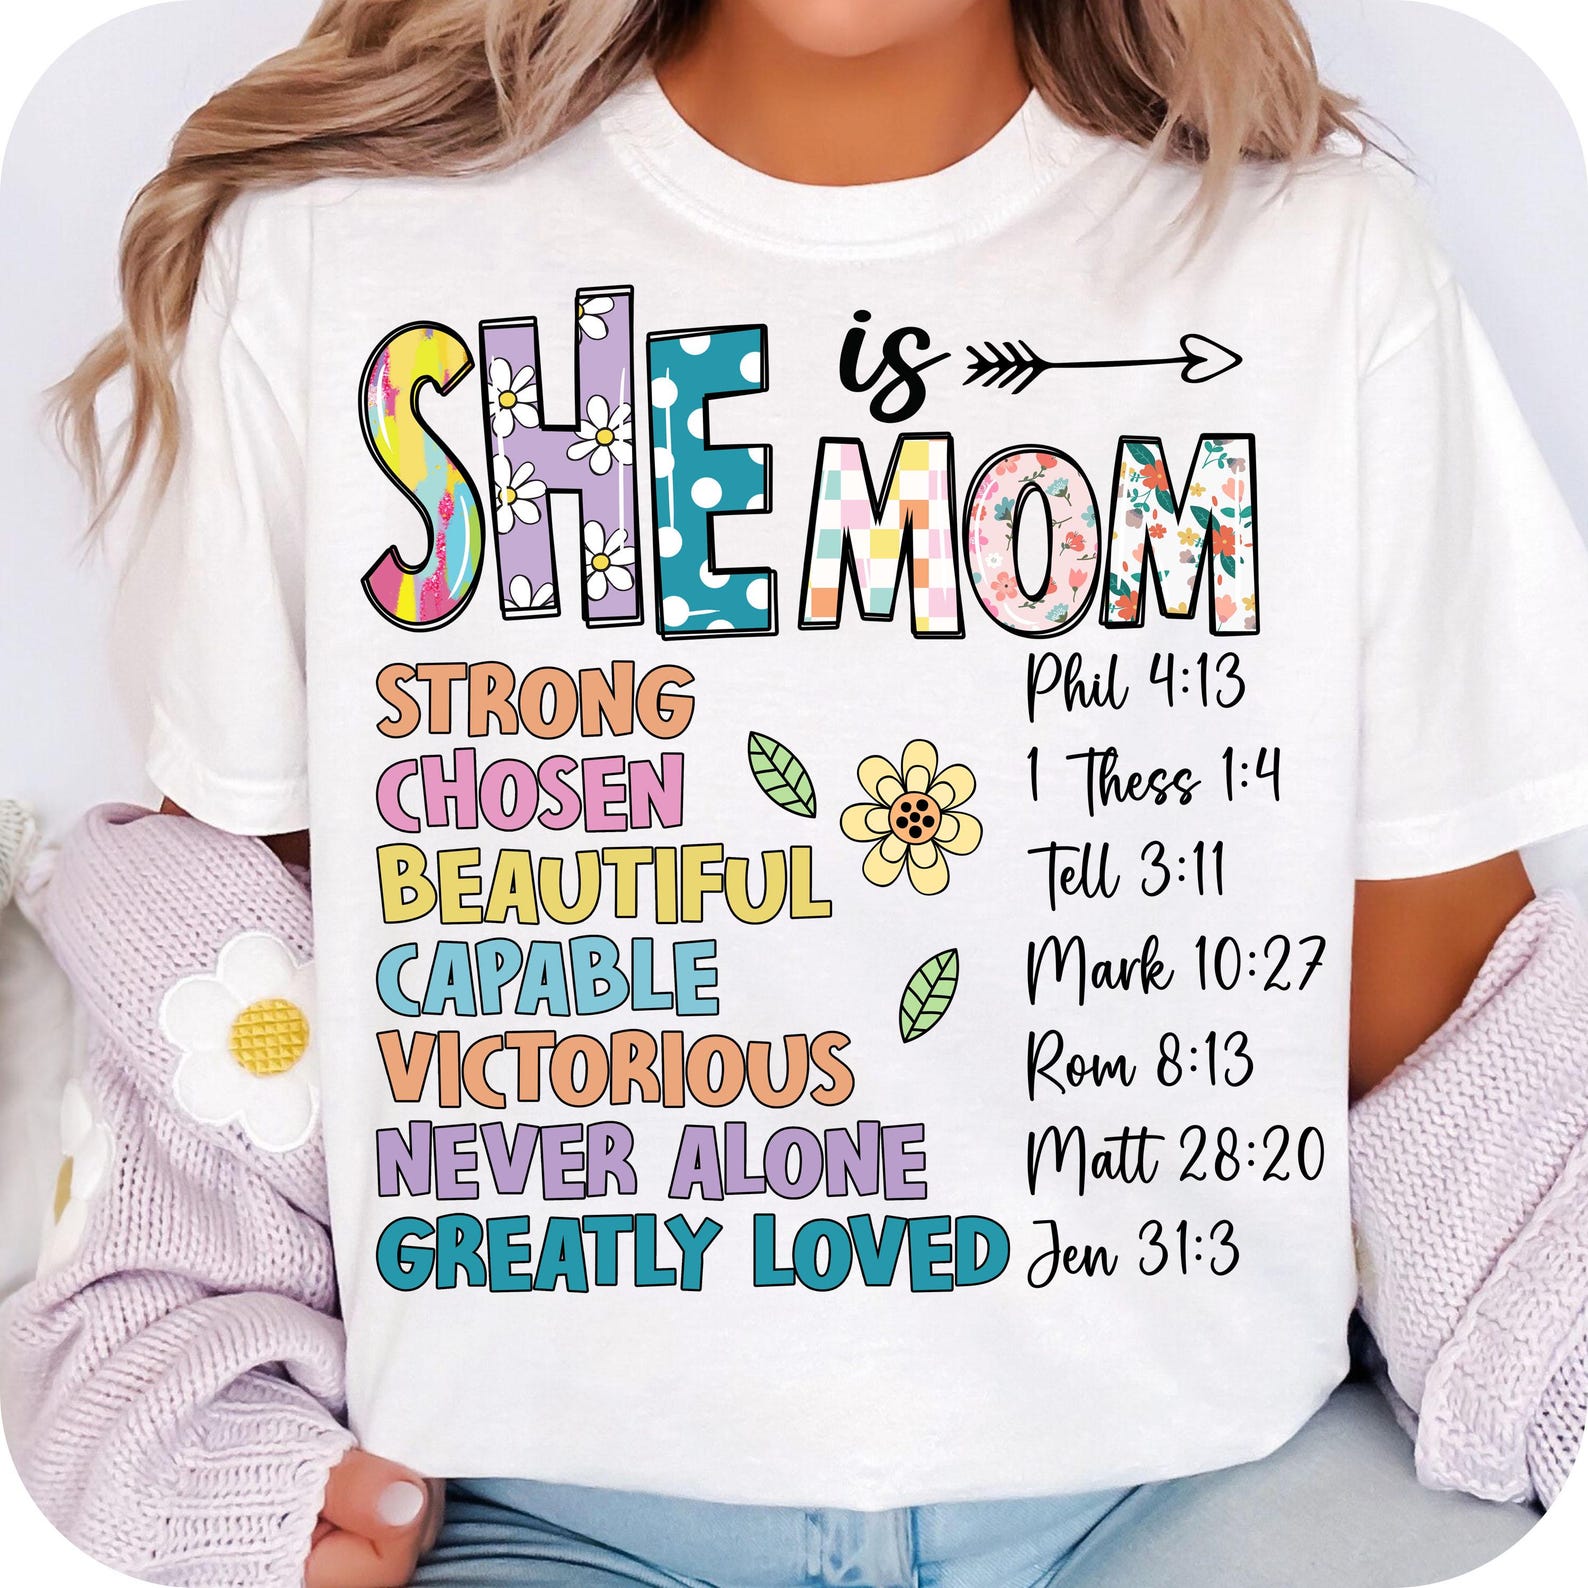 SHE is MOM
STRONG Phil 4:13
CHOSEN 1 Thess 1:4
BEAUTIFUL Tell 3:11
CAPABLE Mark 10:27
VICTORIOUS Rom 8:13
NEVER ALONE Matt 28:20
GREATLY LOVED Jen 31:3